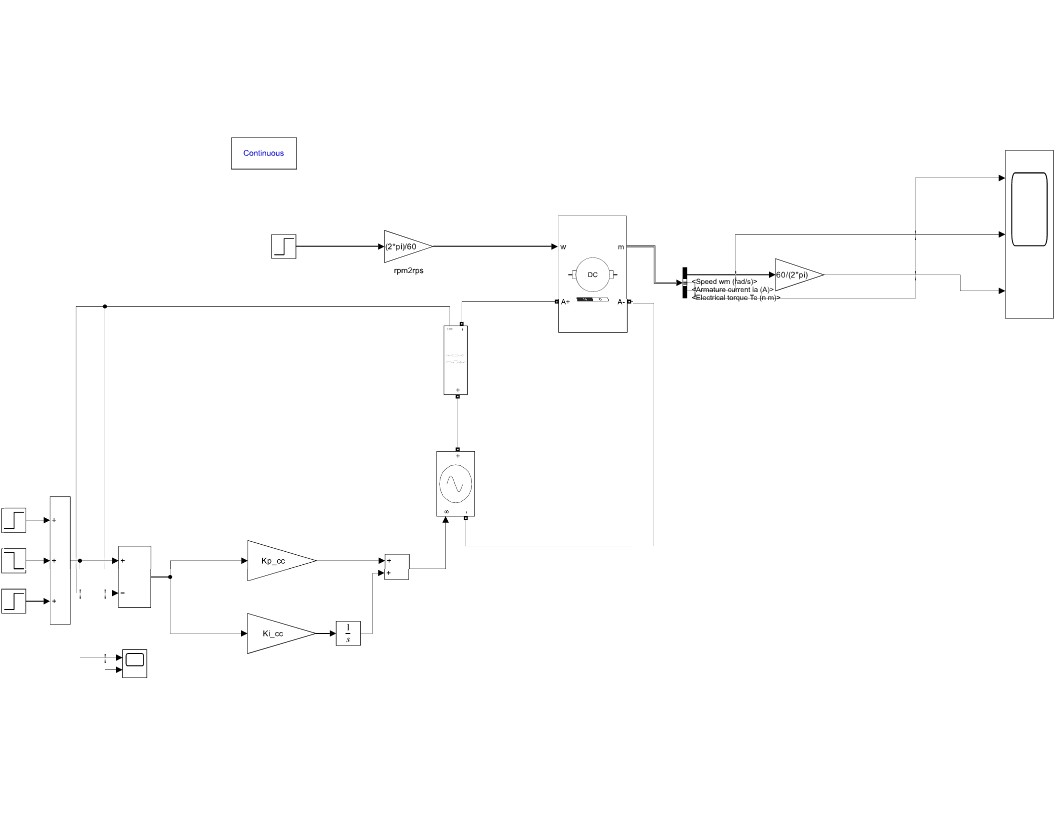 Continuous
(2*pi)/60
rpm2rps
w
m
DC
A+
A-
<Speed wm (rad/s)>
<Armature current ia (A)>
<Electrical torque Te (n m)>
60/(2*pi)
+
+
+
+
+
+
−
Kp_cc
+
+
Ki_cc
1
s